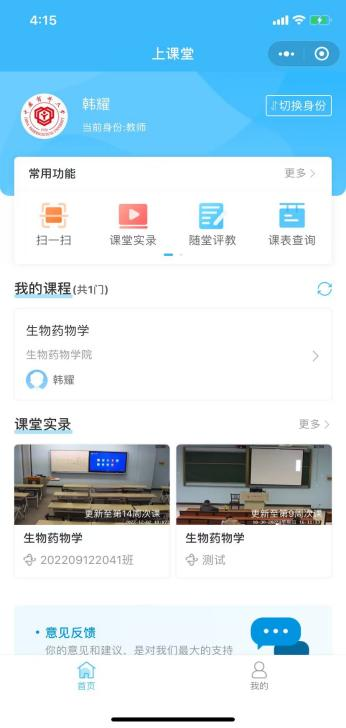 4:15
上课堂
韩耀
切换身份
当前身份:教师
常用功能
更多
扫一扫
课堂实录
随堂评教
课表查询
我的课程(共1门)
生物药物学
生物药物学院
韩耀
课堂实录
更多
更新至第14周次课
更新至第9周次课
生物药物学
生物药物学
202209122041班
测试
意见反馈
你的意见和建议，是对我们最大的支持
首页
我的